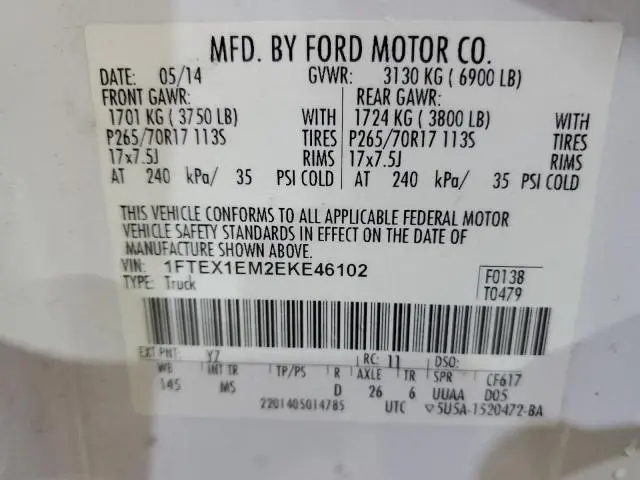 MFD. BY FORD MOTOR CO.
DATE: 05/14 GVWR: 3130 KG ( 6900 LB)
FRONT GAWR: REAR GAWR:
1701 KG ( 3750 LB) WITH 1724 KG ( 3800 LB) WITH
P265/70R17 113S TIRES P265/70R17 113S TIRES
17x7.5J RIMS 17x7.5J RIMS
AT 240 kPa/ 35 PSI COLD AT 240 kPa/ 35 PSI COLD
THIS VEHICLE CONFORMS TO ALL APPLICABLE FEDERAL MOTOR
VEHICLE SAFETY STANDARDS IN EFFECT ON THE DATE OF
MANUFACTURE SHOWN ABOVE.
VIN: 1FTEX1EM2EKE46102 F0138
TYPE: Truck T0479
EXT PNT: YZ RC: 11 DSO:
WB INT TR TP/PS R AXLE TR SPR CF617
145 MS D 26 6 UUAA D05
2201405014785 UTC ▽5U5A-1520472-BA